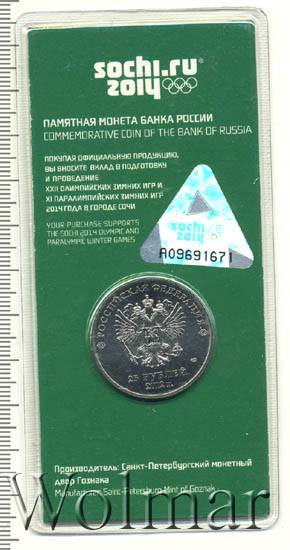 sochi.ru
2014
ПАМЯТНАЯ МОНЕТА БАНКА РОССИИ
COMMEMORATIVE COIN OF THE BANK OF RUSSIA
ПОКУПАЯ ОФИЦИАЛЬНУЮ ПРОДУКЦИЮ,
ВЫ ВНОСИТЕ ВКЛАД В ПОДГОТОВКУ
И ПРОВЕДЕНИЕ
XXII ОЛИМПИЙСКИХ ЗИМНИХ ИГР И
XI ПАРАЛИМПИЙСКИХ ЗИМНИХ ИГР
2014 ГОДА В ГОРОДЕ СОЧИ
YOUR PURCHASE SUPPORTS
THE SOCHI 2014 OLYMPIC AND
PARALYMPIC WINTER GAMES
sochi.ru
2014
A09691671
РОССИЙСКАЯ ФЕДЕРАЦИЯ
25 РУБЛЕЙ
2012 г.
Производитель: Санкт-Петербургский монетный
двор Гознака
Manufacturer: Saint-Petersburg Mint of Goznak
Wolmar